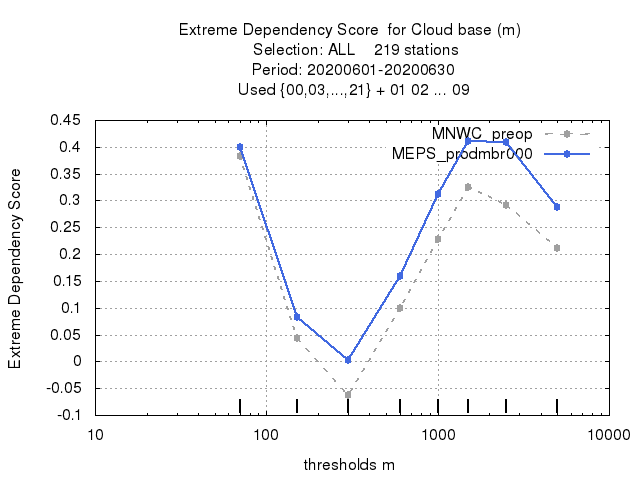 Extreme Dependency Score  for Cloud base (m)
Selection: ALL    219 stations
Period: 20200601-20200630
Used {00,03,...,21} + 01 02 ... 09
MNWC_preop
MEPS_prodmbr000
Extreme Dependency Score
0.45
0.4
0.35
0.3
0.25
0.2
0.15
0.1
0.05
0
-0.05
-0.1
10
100
1000
10000
thresholds m